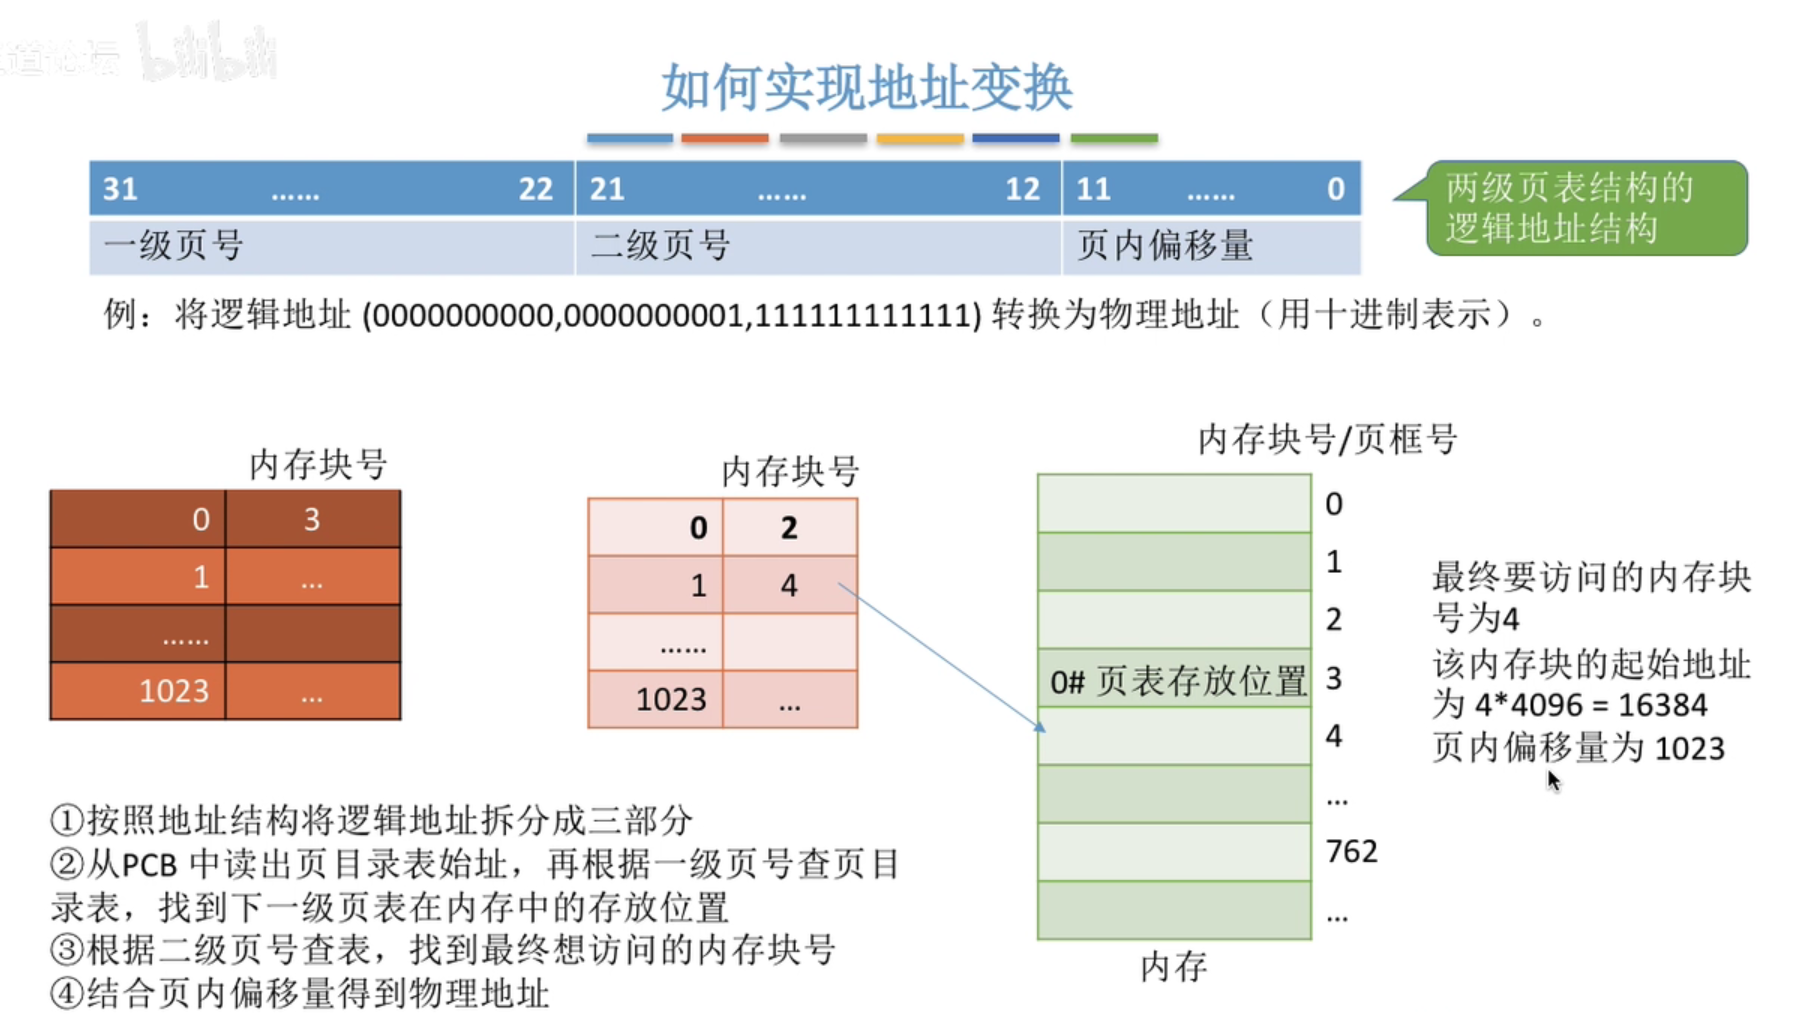 道论坛 bilibili
如何实现地址变换
31 …… 22 21 …… 12 11 …… 0
一级页号 二级页号 页内偏移量
两级页表结构的
逻辑地址结构
例：将逻辑地址 (0000000000,0000000001,111111111111) 转换为物理地址（用十进制表示）。
内存块号
0 3
1 …
……
1023 …
内存块号
0 2
1 4
……
1023 …
内存块号/页框号
0
1
2
0# 页表存放位置 3
4
…
762
…
内存
最终要访问的内存块
号为4
该内存块的起始地址
为 4*4096 = 16384
页内偏移量为 1023
①按照地址结构将逻辑地址拆分成三部分
②从PCB 中读出页目录表始址，再根据一级页号查页目
录表，找到下一级页表在内存中的存放位置
③根据二级页号查表，找到最终想访问的内存块号
④结合页内偏移量得到物理地址